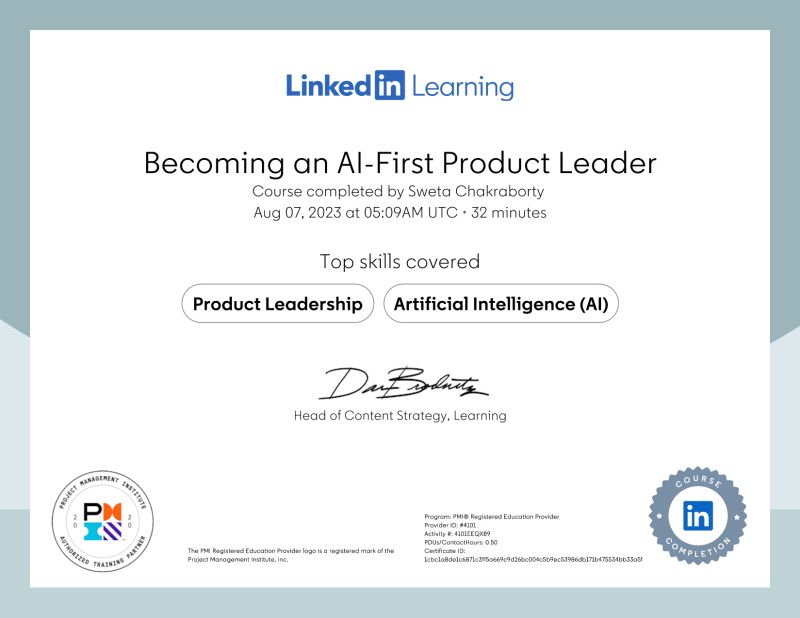 Linked in Learning
Becoming an AI-First Product Leader
Course completed by Sweta Chakraborty
Aug 07, 2023 at 05:09AM UTC • 32 minutes
Top skills covered
Product Leadership
Artificial Intelligence (AI)
Head of Content Strategy, Learning
PROJECT MANAGEMENT INSTITUTE
20 20
PMI
AUTHORIZED TRAINING PARTNER
The PMI Registered Education Provider logo is a registered mark of the
Project Management Institute, Inc.
Program: PMI® Registered Education Provider
Provider ID: #4101
Activity #: 4101EEQXB9
PDUs/ContactHours: 0.50
Certificate ID:
COURSE
in
COMPLETION